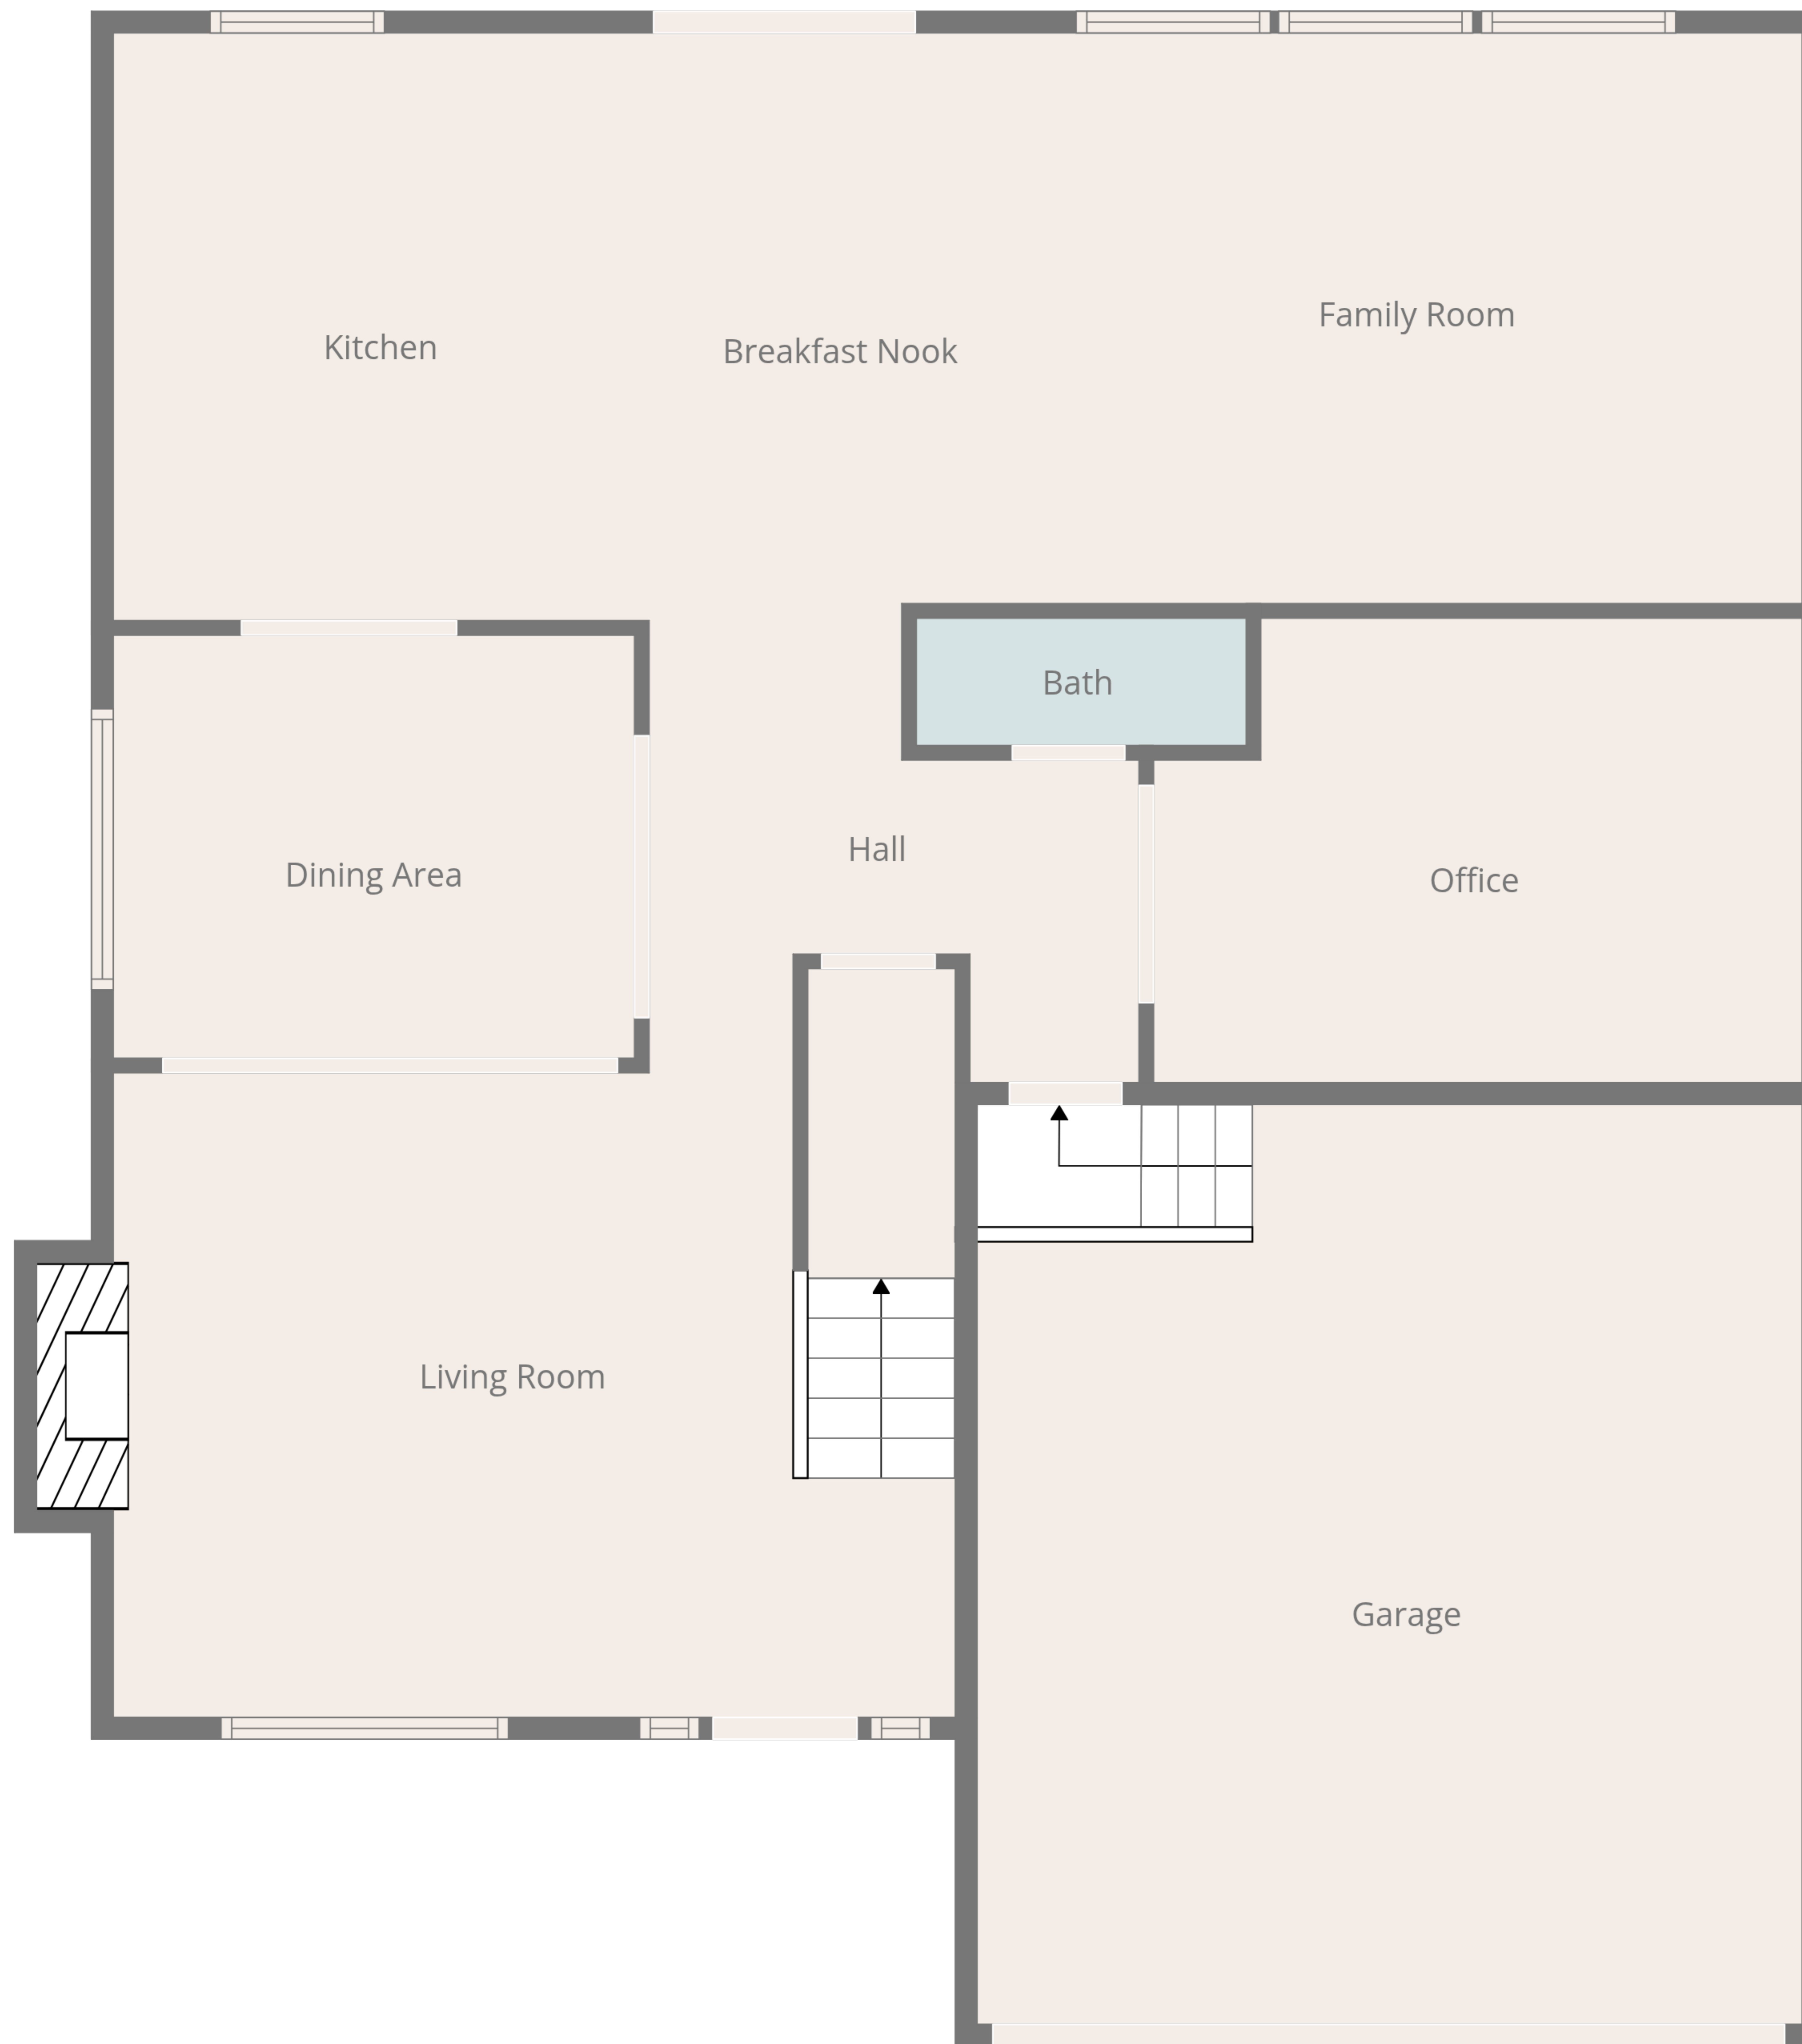 Family Room
Kitchen
Breakfast Nook
Bath
Hall
Dining Area
Office
Living Room
Garage